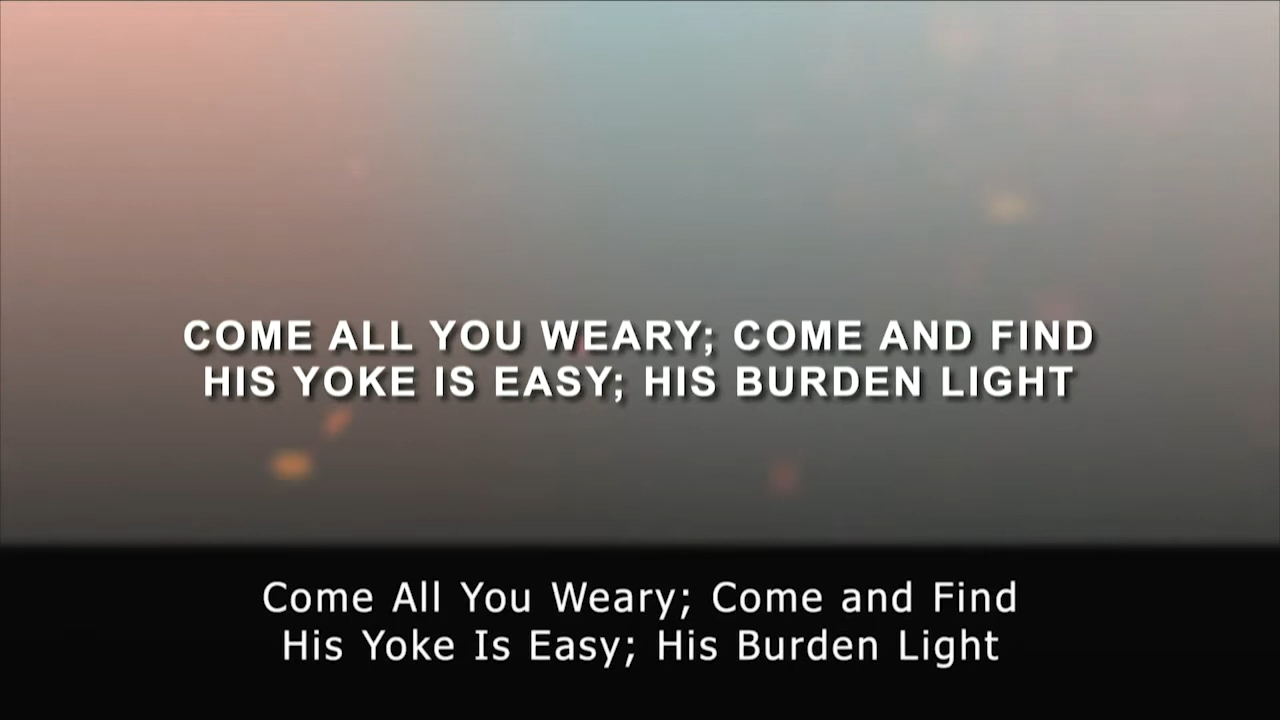 COME ALL YOU WEARY; COME AND FIND
HIS YOKE IS EASY; HIS BURDEN LIGHT
Come All You Weary; Come and Find
His Yoke Is Easy; His Burden Light